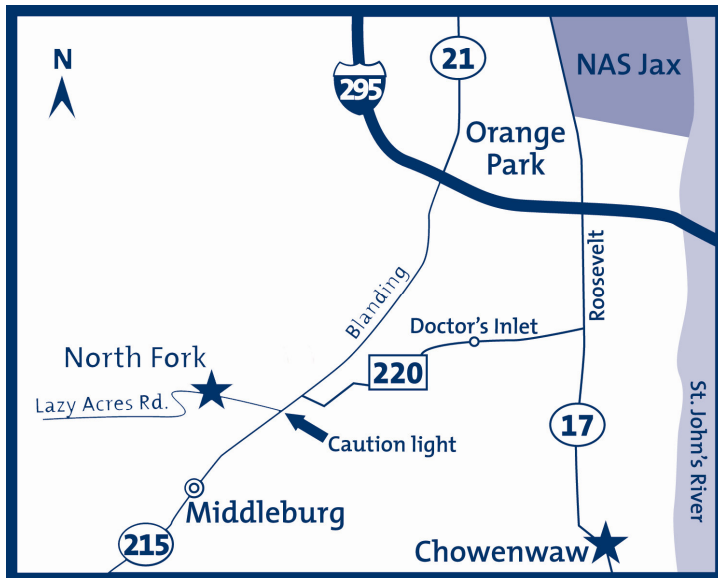 N
295
21
NAS Jax
Orange
Park
Roosevelt
Blanding
Doctor's Inlet
220
North Fork
Lazy Acres Rd.
Caution light
17
St. John's River
Middleburg
215
Chowenwaw